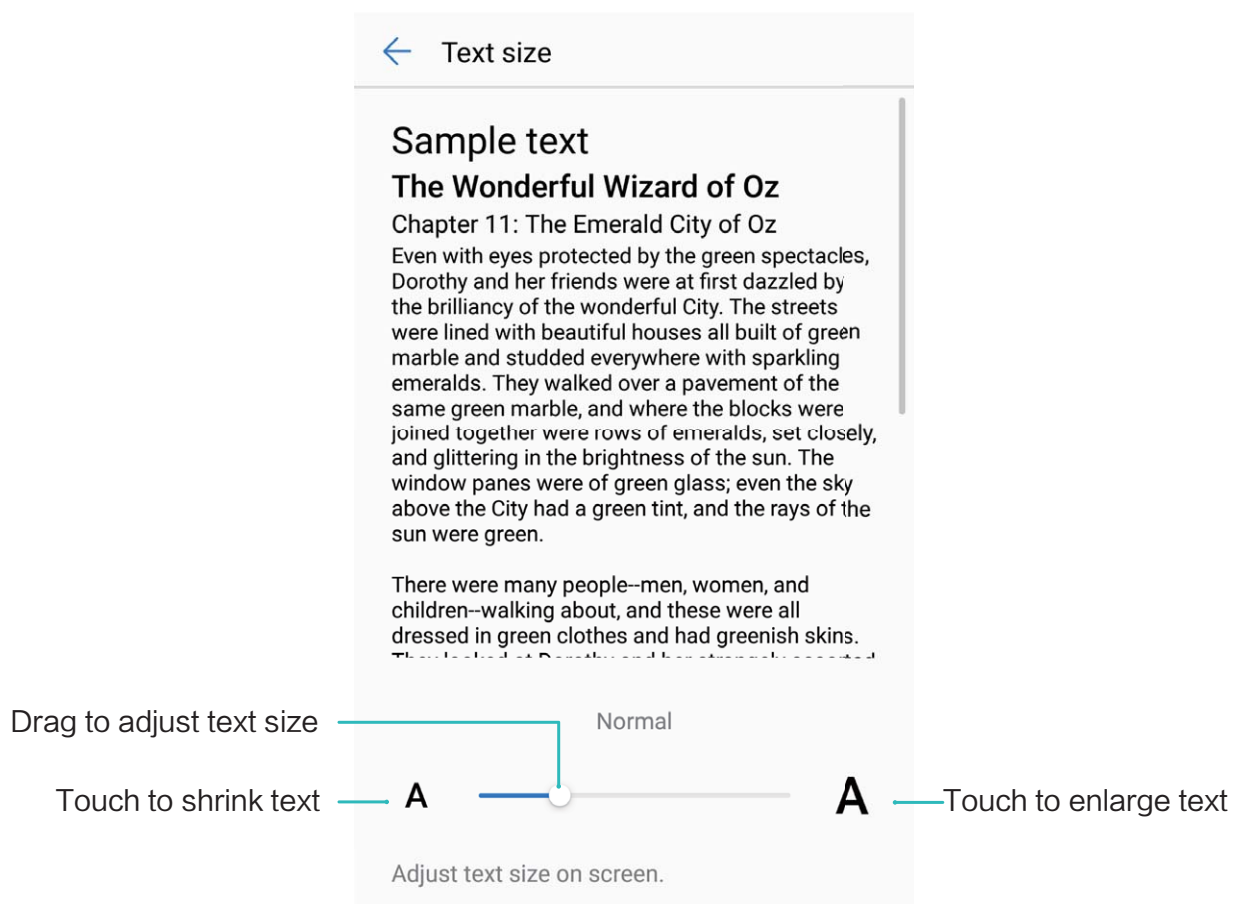 Text size
Sample text
The Wonderful Wizard of Oz
Chapter 11: The Emerald City of Oz
Even with eyes protected by the green spectacles,
Dorothy and her friends were at first dazzled by
the brilliancy of the wonderful City. The streets
were lined with beautiful houses all built of green
marble and studded everywhere with sparkling
emeralds. They walked over a pavement of the
same green marble, and where the blocks were
joined together were rows of emeralds, set closely,
and glittering in the brightness of the sun. The
window panes were of green glass; even the sky
above the City had a green tint, and the rays of the
sun were green.
There were many people--men, women, and
children--walking about, and these were all
dressed in green clothes and had greenish skins.
They looked at Dorothy and her strangely assorted
Drag to adjust text size
Normal
Touch to shrink text
A
A
Touch to enlarge text
Adjust text size on screen.